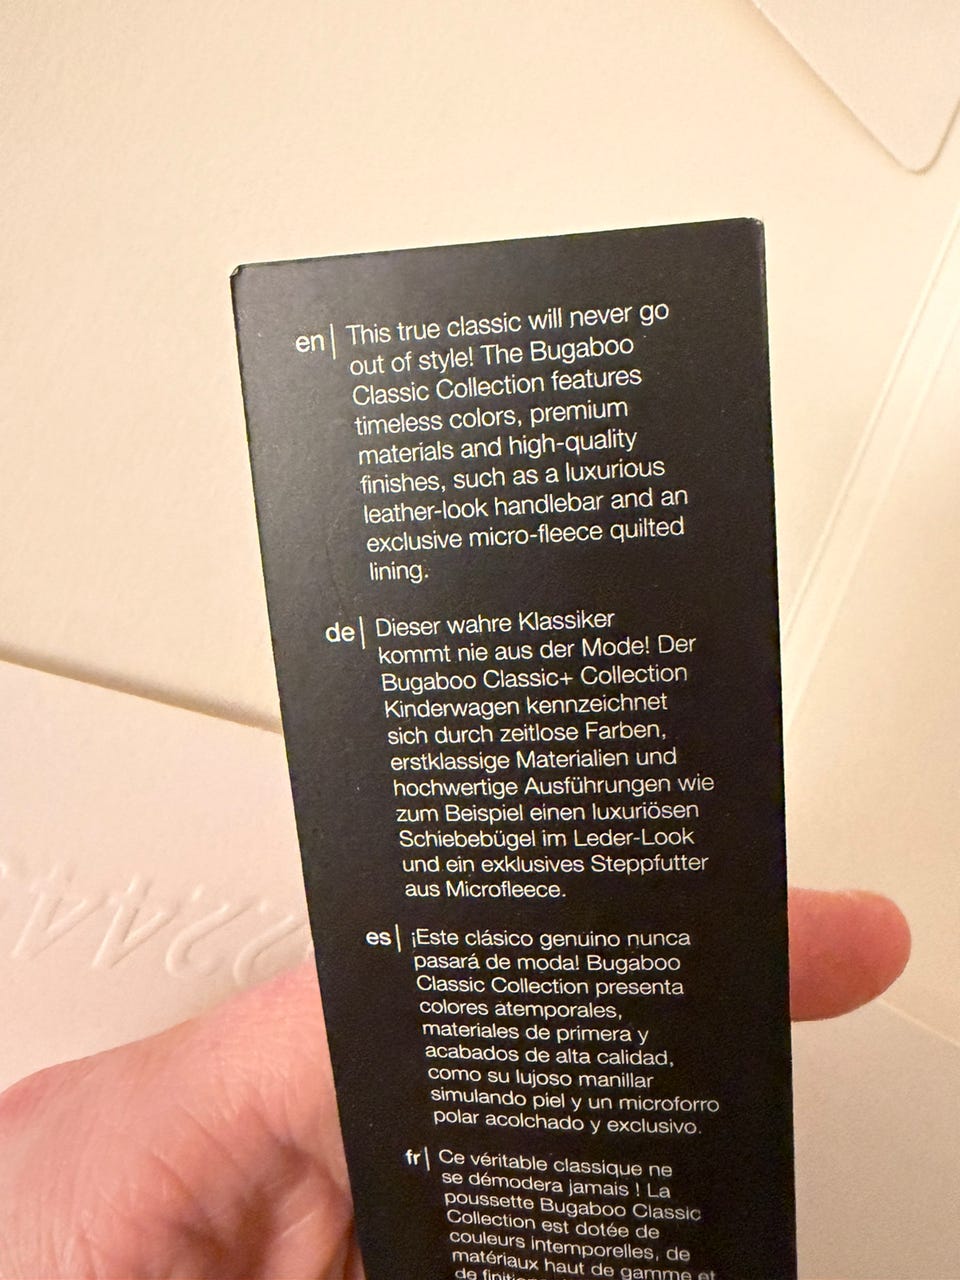 en| This true classic will never go
out of style! The Bugaboo
Classic Collection features
timeless colors, premium
materials and high-quality
finishes, such as a luxurious
leather-look handlebar and an
exclusive micro-fleece quilted
lining.
de| Dieser wahre Klassiker
kommt nie aus der Mode! Der
Bugaboo Classic+ Collection
Kinderwagen kennzeichnet
sich durch zeitlose Farben,
erstklassige Materialien und
hochwertige Ausführungen wie
zum Beispiel einen luxuriösen
Schiebebügel im Leder-Look
und ein exklusives Steppfutter
aus Microfleece.
es| ¡Este clásico genuino nunca
pasará de moda! Bugaboo
Classic Collection presenta
colores atemporales,
materiales de primera y
acabados de alta calidad,
como su lujoso manillar
simulando piel y un microforro
polar acolchado y exclusivo.
fr| Ce véritable classique ne
se démodera jamais ! La
poussette Bugaboo Classic
Collection est dotée de
couleurs intemporelles, de
matériaux haut de gamme et
de